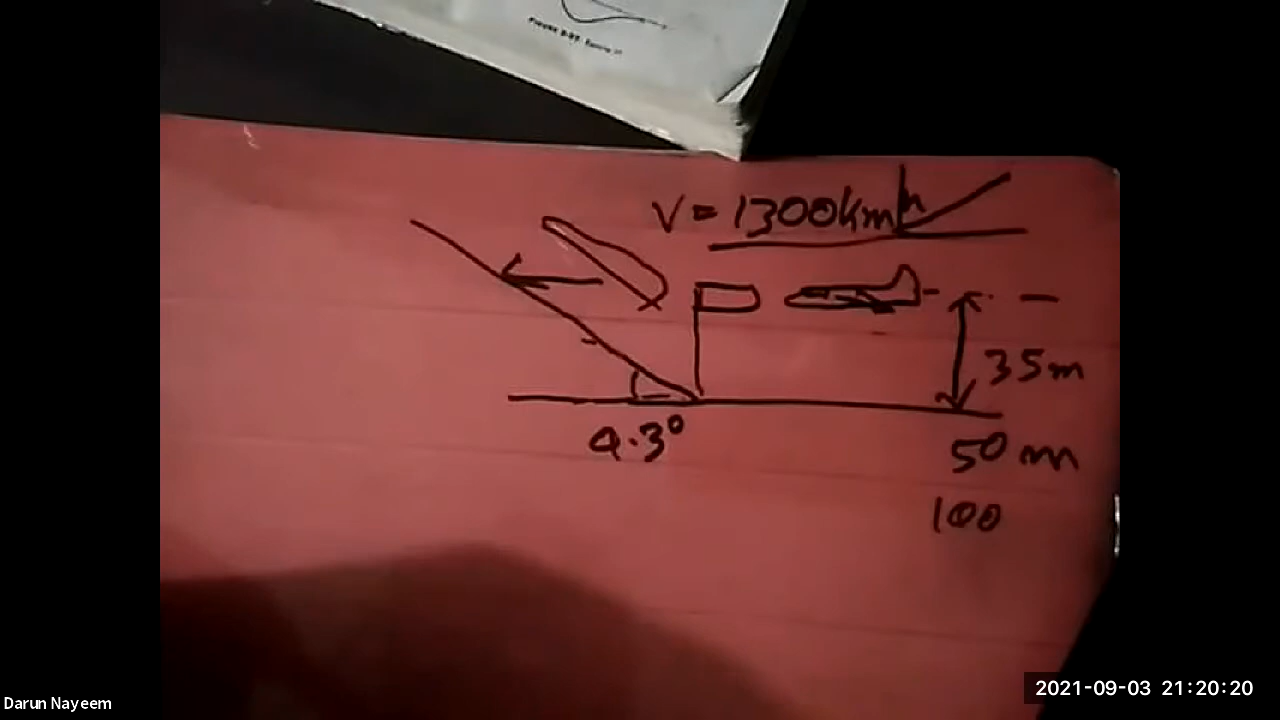 V = 1300km/h
35m
4.3°
50 m
100
Darun Nayeem
2021-09-03 21:20:20